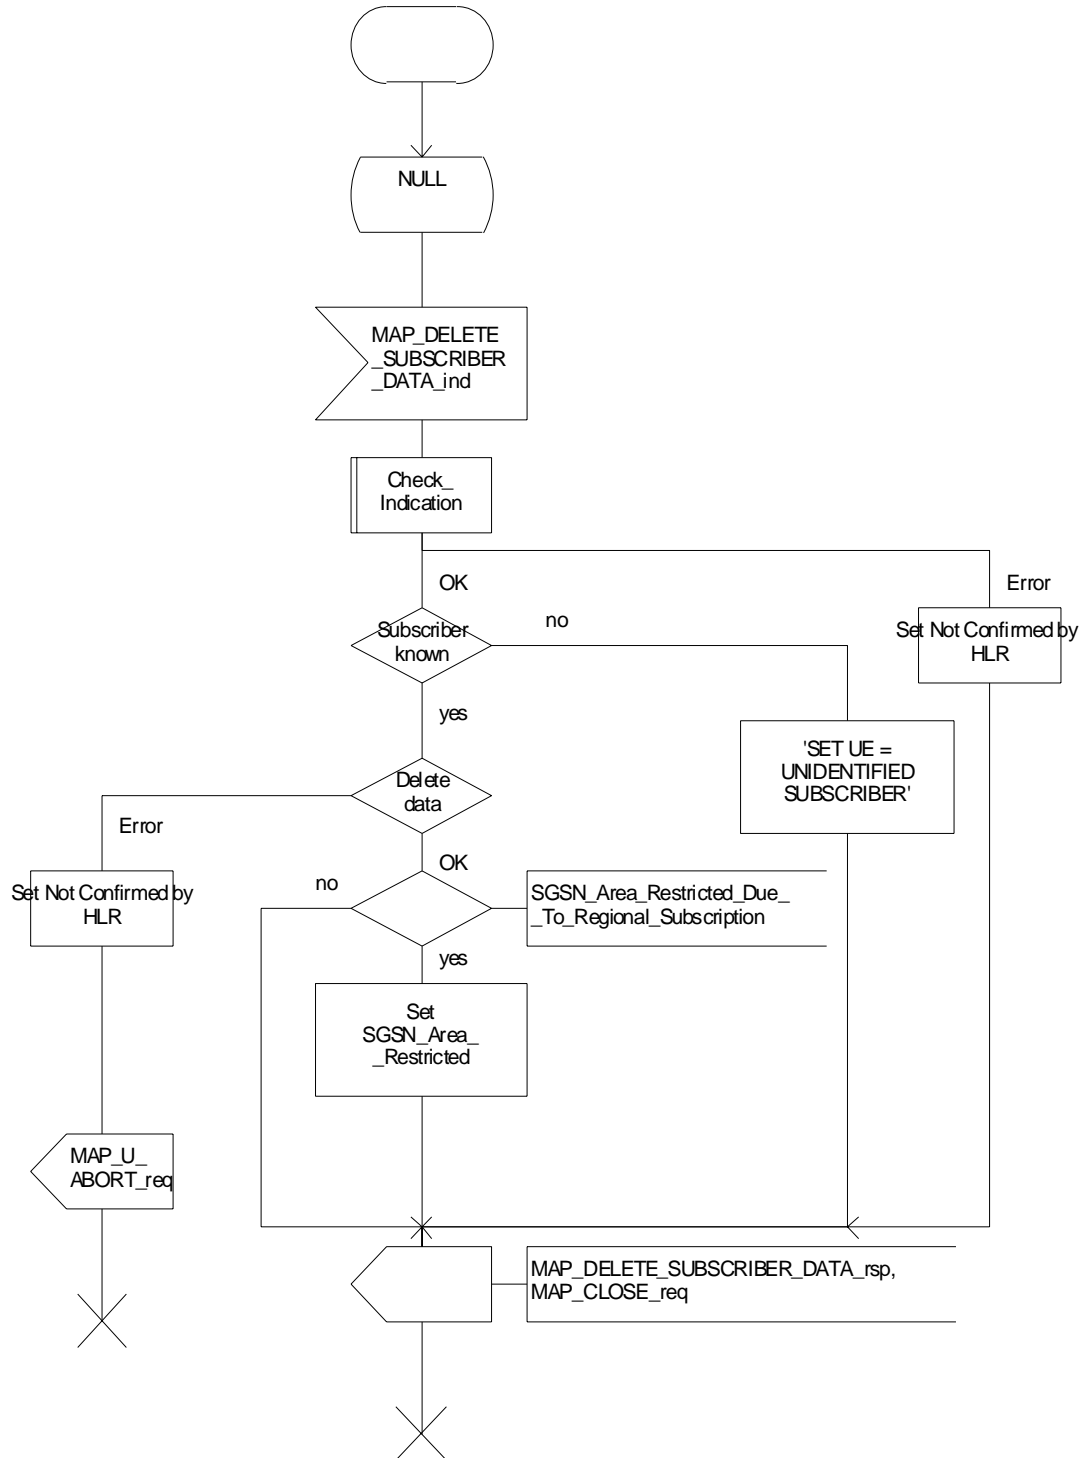 NULL
MAP_DELETE
_SUBSCRIBER
_DATA_ind
Check_
Indication
OK
Error
Subscriber
known
no
Set Not Confirmed by
HLR
yes
'SET UE =
UNIDENTIFIED
SUBSCRIBER'
Delete
data
Error
OK
no
Set Not Confirmed by
HLR
SGSN_Area_Restricted_Due_
_To_Regional_Subscription
yes
Set
SGSN_Area_
_Restricted
MAP_U_
ABORT_req
MAP_DELETE_SUBSCRIBER_DATA_rsp,
MAP_CLOSE_req